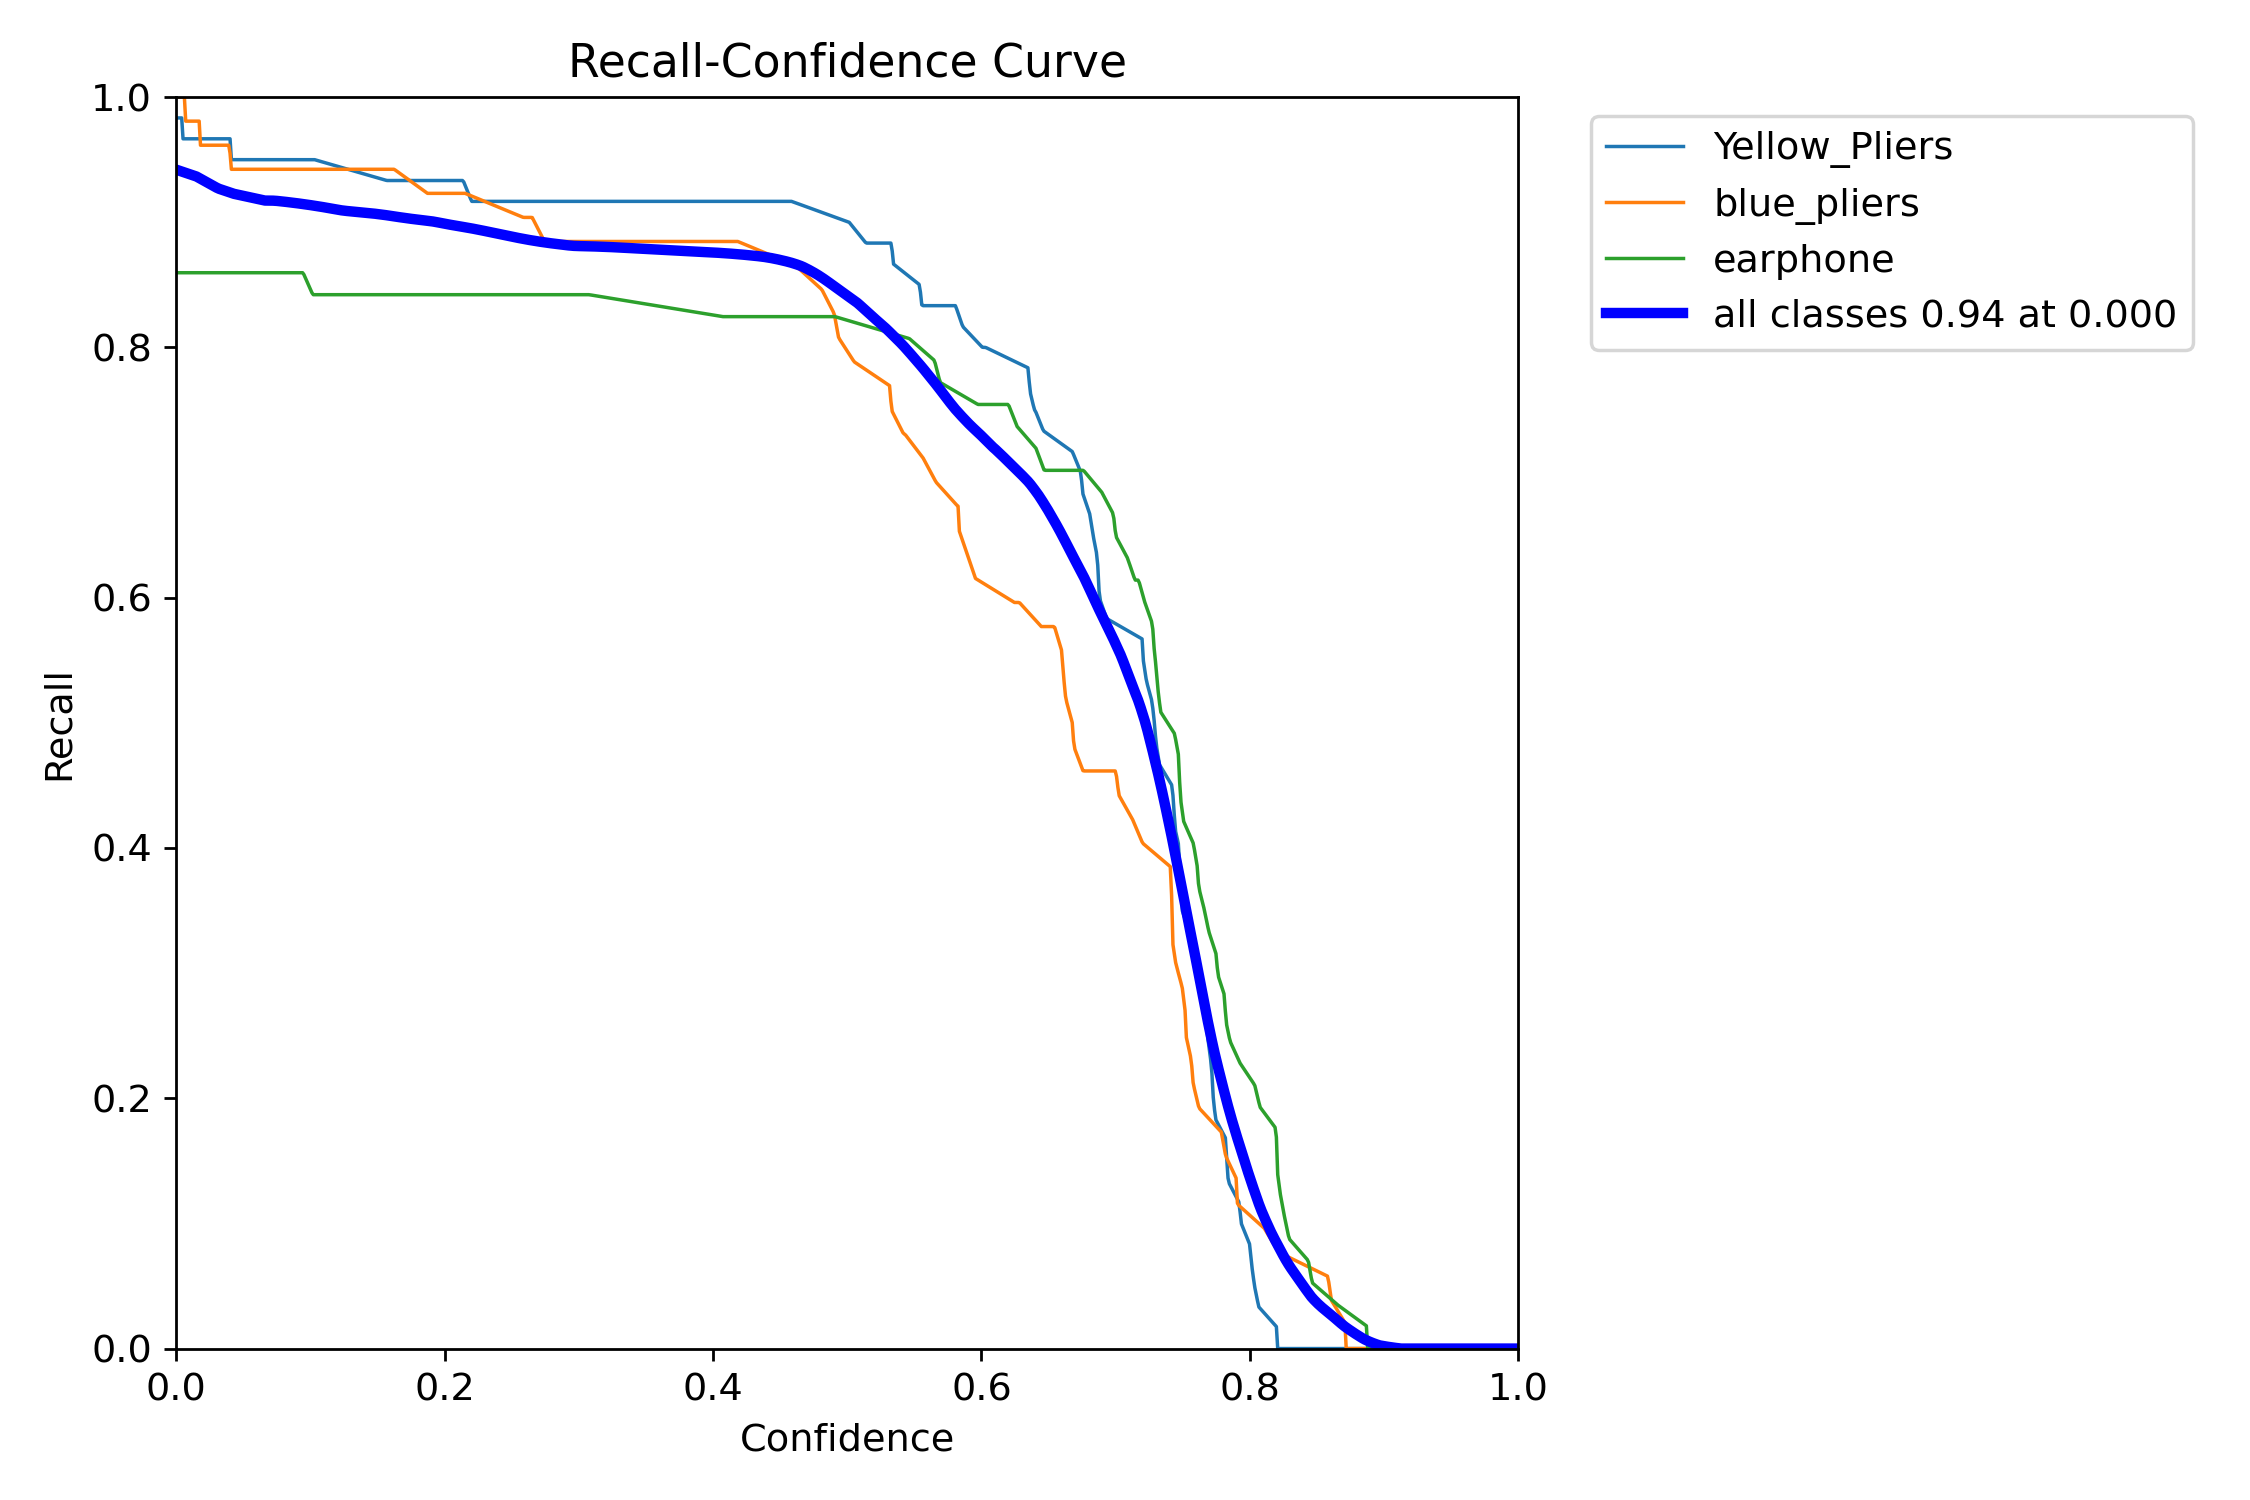 Recall-Confidence Curve
1.0
0.8
0.6
0.4
0.2
0.0
Recall
0.0 0.2 0.4 0.6 0.8 1.0
Confidence
Yellow_Pliers
blue_pliers
earphone
all classes 0.94 at 0.000